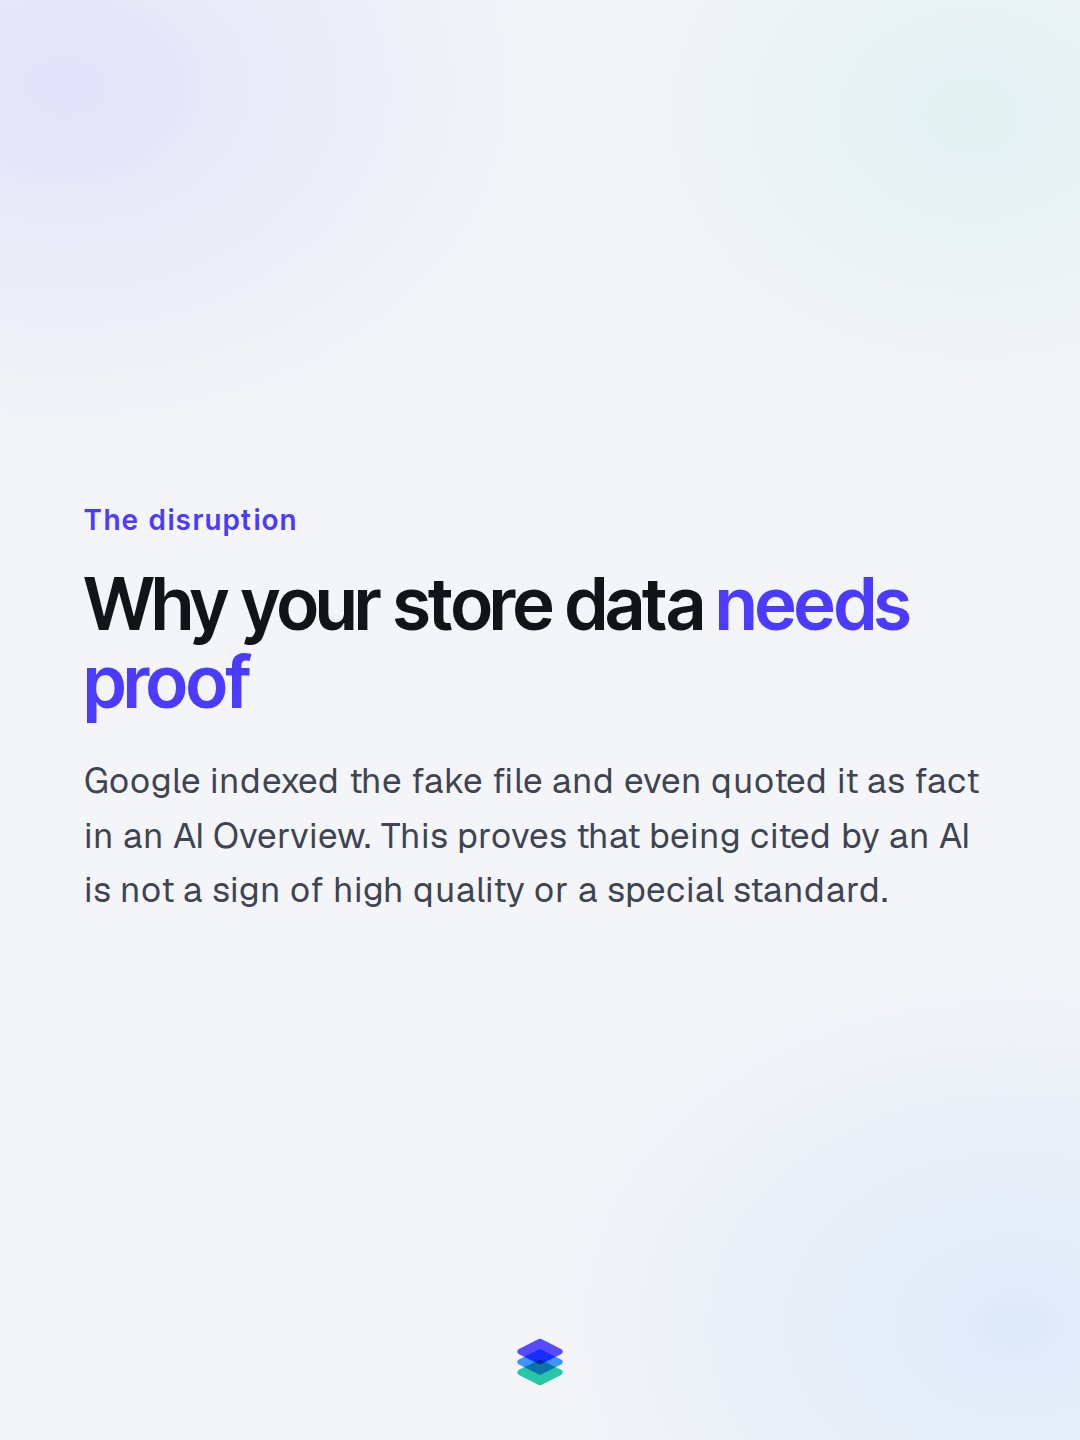 The disruption
Why your store data needs
proof
Google indexed the fake file and even quoted it as fact
in an AI Overview. This proves that being cited by an AI
is not a sign of high quality or a special standard.